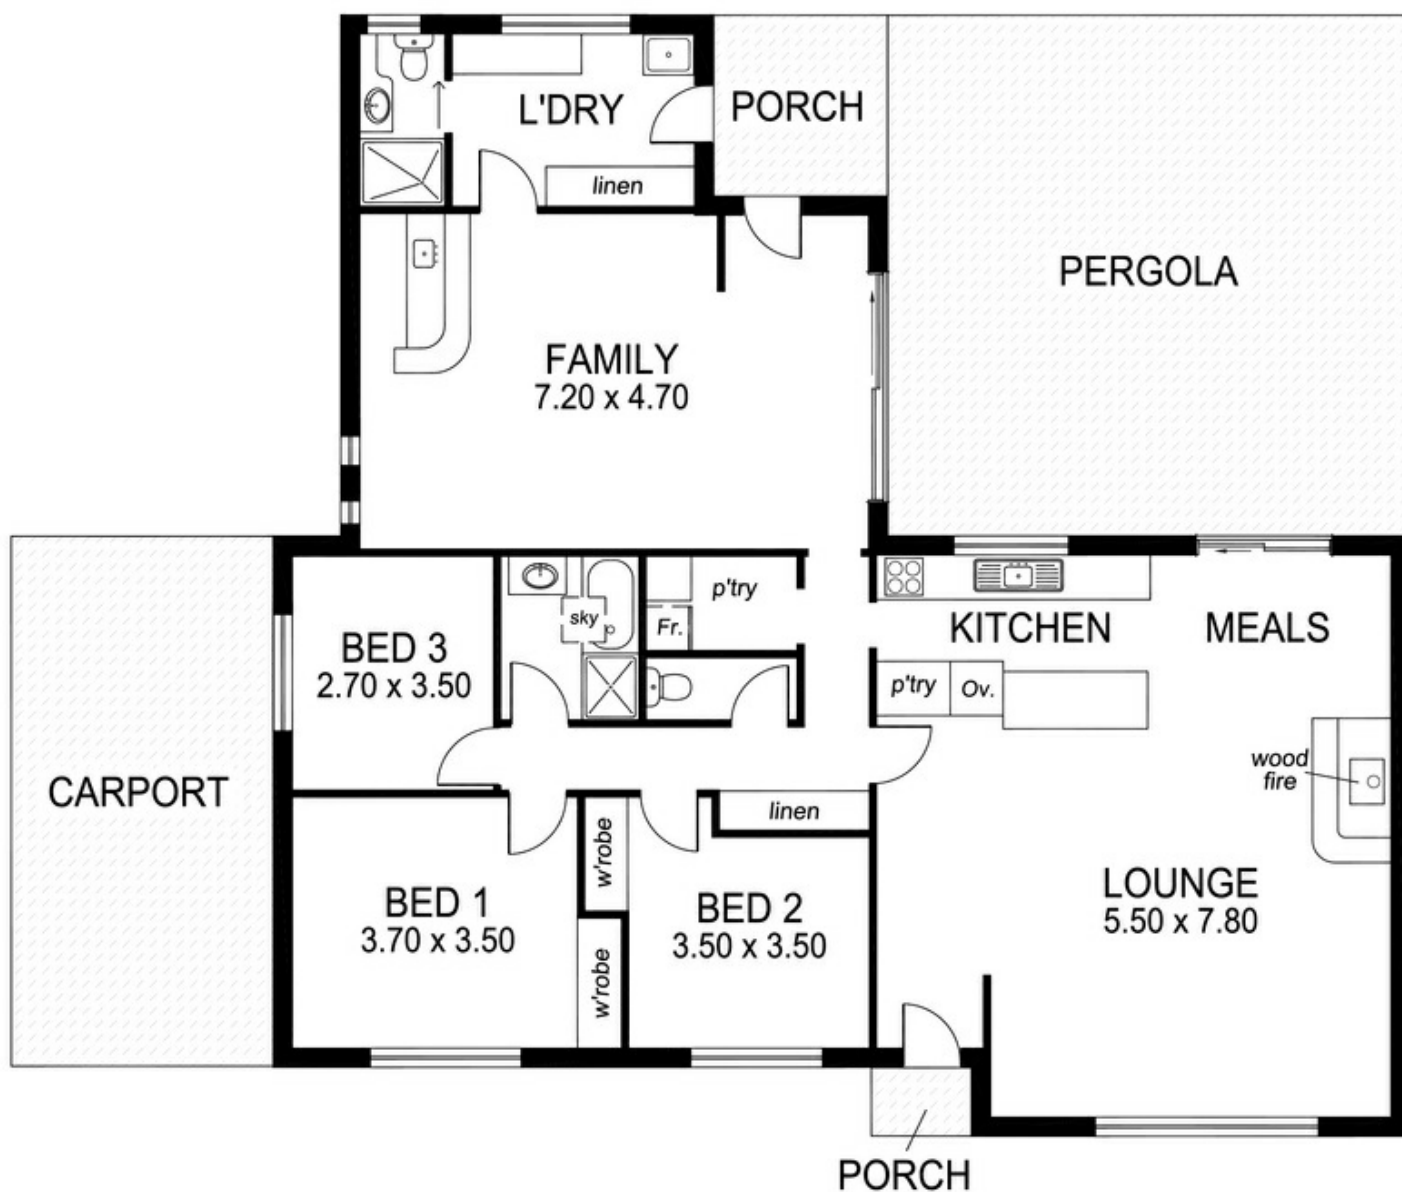 L'DRY
PORCH
linen
PERGOLA
FAMILY
7.20 x 4.70
p'try
sky
Fr.
KITCHEN
MEALS
BED 3
2.70 x 3.50
p'try
Ov.
CARPORT
wood
fire
linen
w'robe
BED 1
3.70 x 3.50
BED 2
3.50 x 3.50
LOUNGE
5.50 x 7.80
w'robe
PORCH